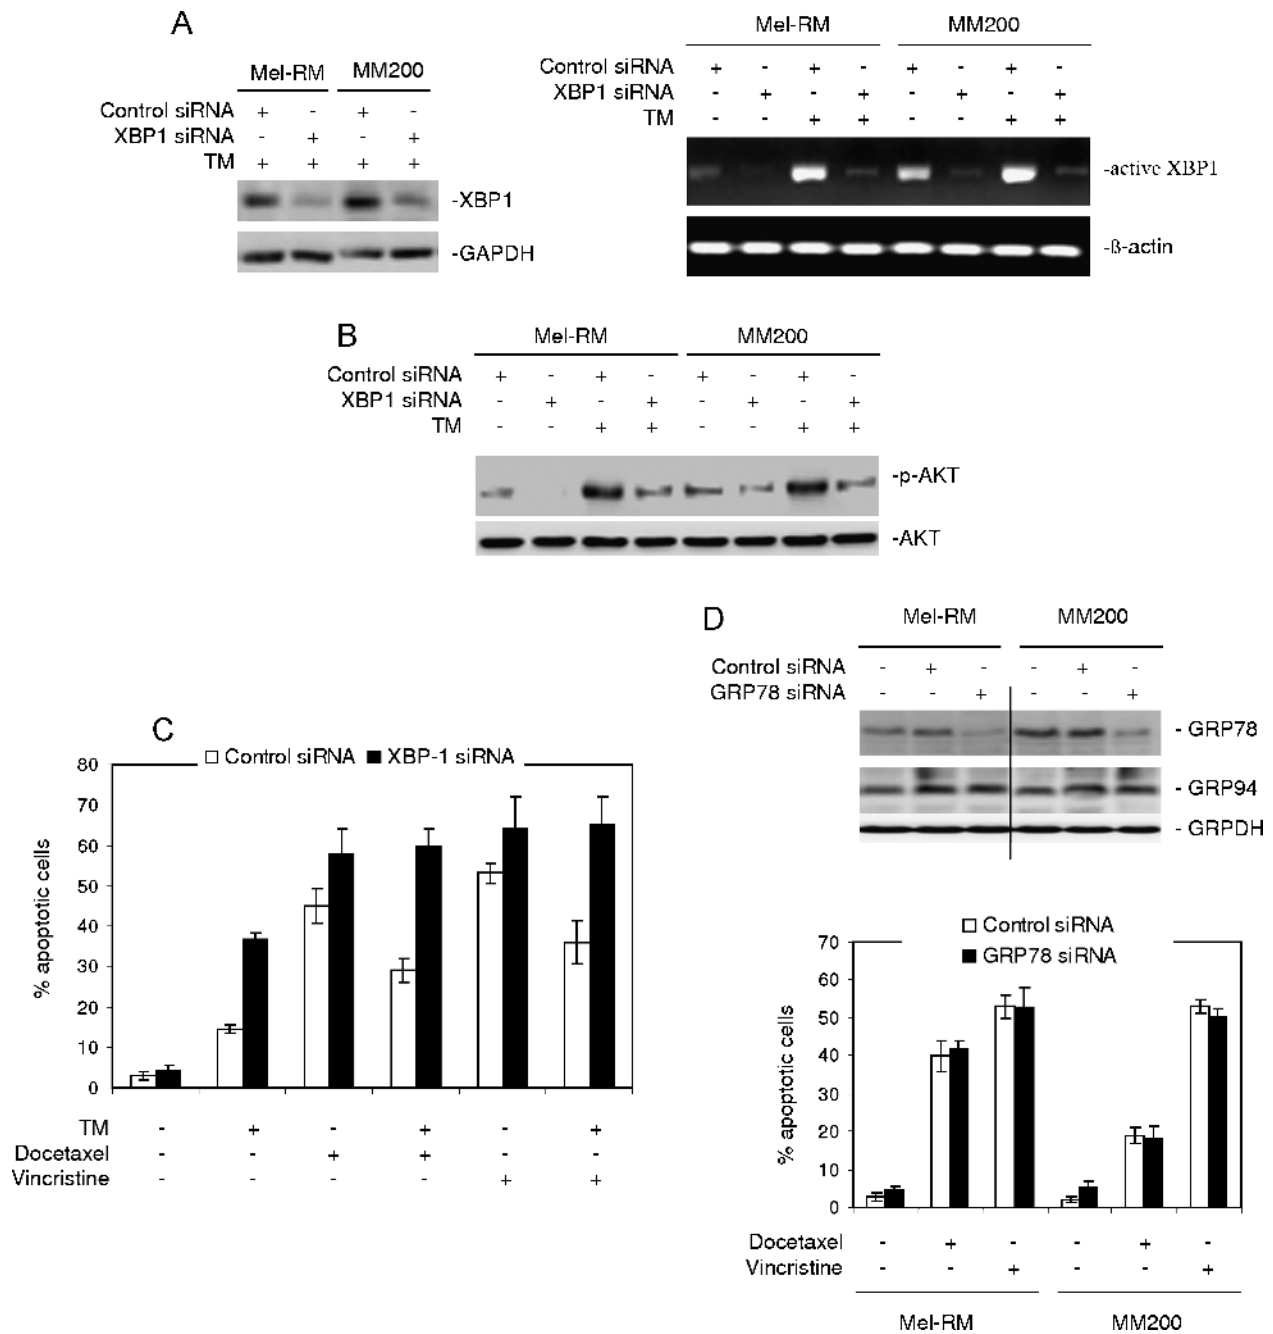 A
Mel-RM MM200
Control siRNA + - + -
XBP1 siRNA - + - +
TM + + + +
-XBP1
-GAPDH
Mel-RM MM200
Control siRNA + - + - + - + -
XBP1 siRNA - + - + - + - +
TM - - + + - - + +
-active XBP1
-ß-actin
B
Mel-RM MM200
Control siRNA + - + - + - + -
XBP1 siRNA - + - + - + - +
TM - - + + - - + +
-p-AKT
-AKT
C
Control siRNA XBP-1 siRNA
80
70
60
50
40
30
20
10
0
% apoptotic cells
TM - + - + - +
Docetaxel - - + + - -
Vincristine - - - - + +
D
Mel-RM MM200
Control siRNA - + - - + -
GRP78 siRNA - - + - - +
- GRP78
- GRP94
- GRPDH
Control siRNA
GRP78 siRNA
70
60
50
40
30
20
10
0
% apoptotic cells
Docetaxel - + - - + -
Vincristine - - + - - +
Mel-RM MM200